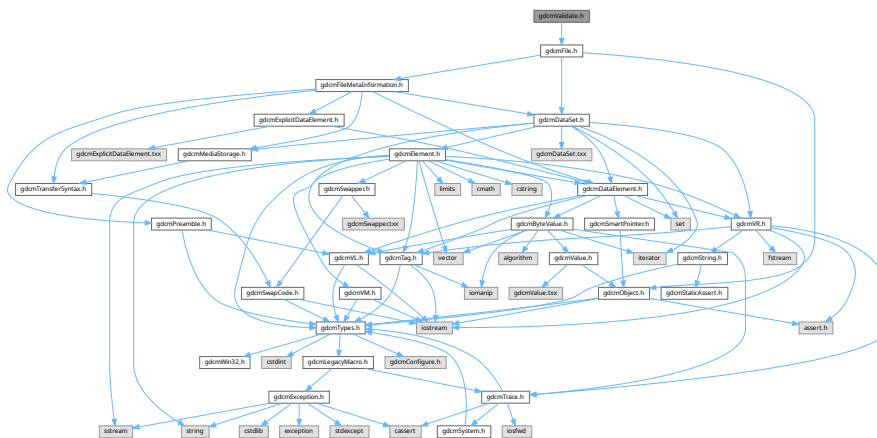 gdcmValidate.h
gdcmFile.h
gdcmFileMetaInformation.h
gdcmExplicitDataElement.h
gdcmDataSet.h
gdcmExplicitDataElement.txx
gdcmMediaStorage.h
gdcmElement.h
gdcmDataSet.txx
gdcmTransferSyntax.h
gdcmSwapper.h
limits
cmath
cstring
gdcmDataElement.h
gdcmPreamble.h
gdcmSwapper.txx
gdcmByteValue.h
gdcmSmartPointer.h
set
gdcmVR.h
gdcmVL.h
gdcmTag.h
vector
algorithm
gdcmValue.h
iterator
gdcmString.h
fstream
gdcmSwapCode.h
gdcmVM.h
iomanip
gdcmValue.txx
gdcmObject.h
gdcmStaticAssert.h
gdcmTypes.h
iostream
assert.h
gdcmWin32.h
cstdint
gdcmLegacyMacro.h
gdcmConfigure.h
gdcmException.h
gdcmTrace.h
sstream
string
cstdlib
exception
stdexcept
cassert
gdcmSystem.h
iosfwd